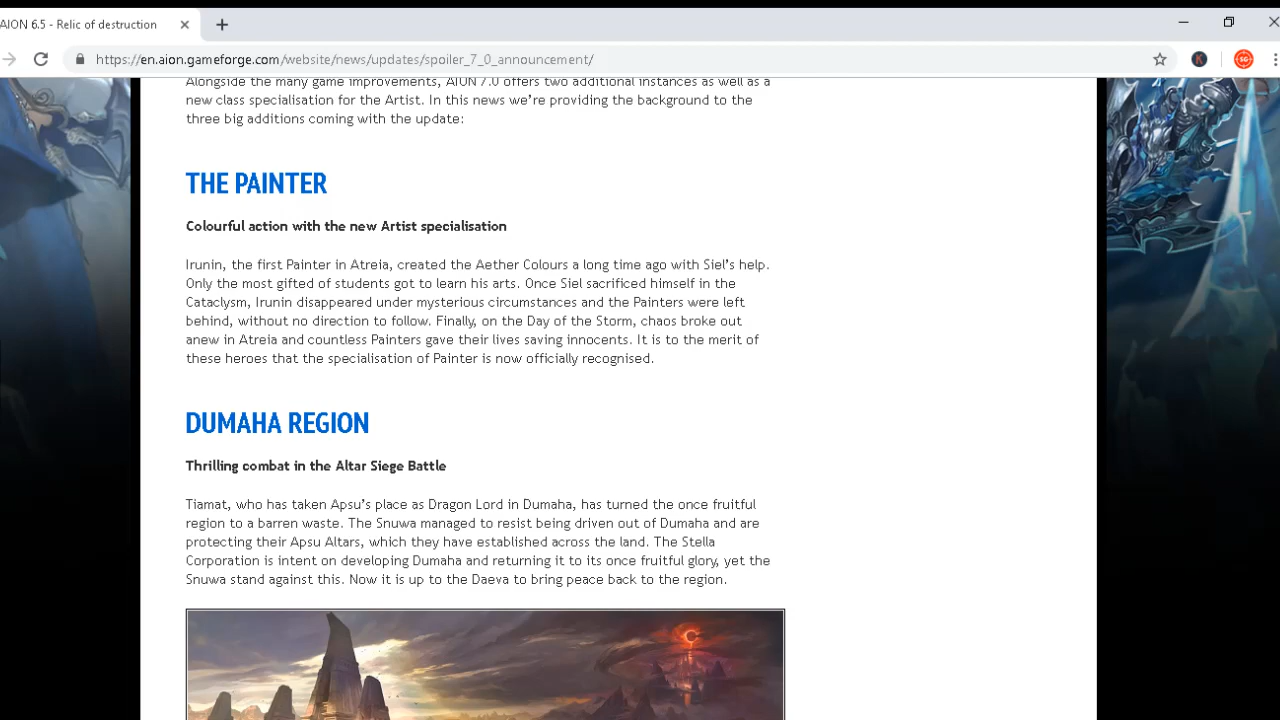 AION 6.5 - Relic of destruction
https://en.aion.gameforge.com/website/news/updates/spoiler_7_0_announcement/
Alongside the many game improvements, AION 7.0 offers two additional instances as well as a
new class specialisation for the Artist. In this news we're providing the background to the
three big additions coming with the update:
THE PAINTER
Colourful action with the new Artist specialisation
Irunin, the first Painter in Atreia, created the Aether Colours a long time ago with Siel's help.
Only the most gifted of students got to learn his arts. Once Siel sacrificed himself in the
Cataclysm, Irunin disappeared under mysterious circumstances and the Painters were left
behind, without no direction to follow. Finally, on the Day of the Storm, chaos broke out
anew in Atreia and countless Painters gave their lives saving innocents. It is to the merit of
these heroes that the specialisation of Painter is now officially recognised.
DUMAHA REGION
Thrilling combat in the Altar Siege Battle
Tiamat, who has taken Apsu's place as Dragon Lord in Dumaha, has turned the once fruitful
region to a barren waste. The Snuwa managed to resist being driven out of Dumaha and are
protecting their Apsu Altars, which they have established across the land. The Stella
Corporation is intent on developing Dumaha and returning it to its once fruitful glory, yet the
Snuwa stand against this. Now it is up to the Daeva to bring peace back to the region.